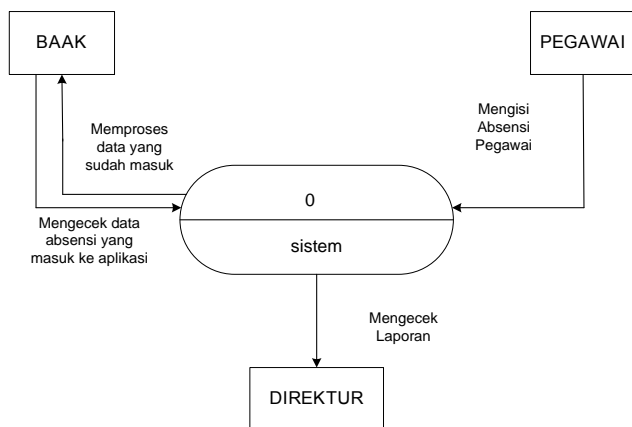 BAAK
PEGAWAI
Memproses
data yang
sudah masuk
Mengisi
Absensi
Pegawai
0
sistem
Mengecek data
absensi yang
masuk ke aplikasi
Mengecek
Laporan
DIREKTUR